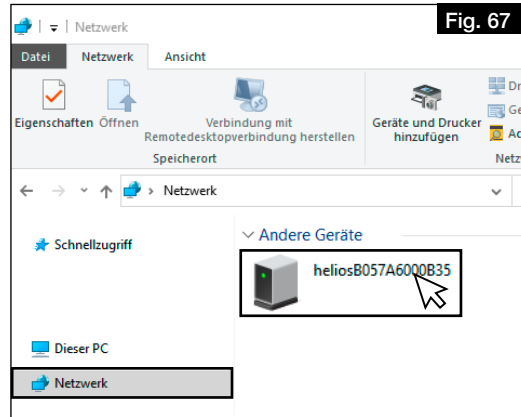 Fig. 67
Netzwerk
Datei Netzwerk Ansicht
Eigenschaften Öffnen Verbindung mit Remotedesktopverbindung herstellen Geräte und Drucker hinzufügen
Speicherort
Netzwerk
Schnellzugriff
Andere Geräte
heliosB057A6000B35
Dieser PC
Netzwerk